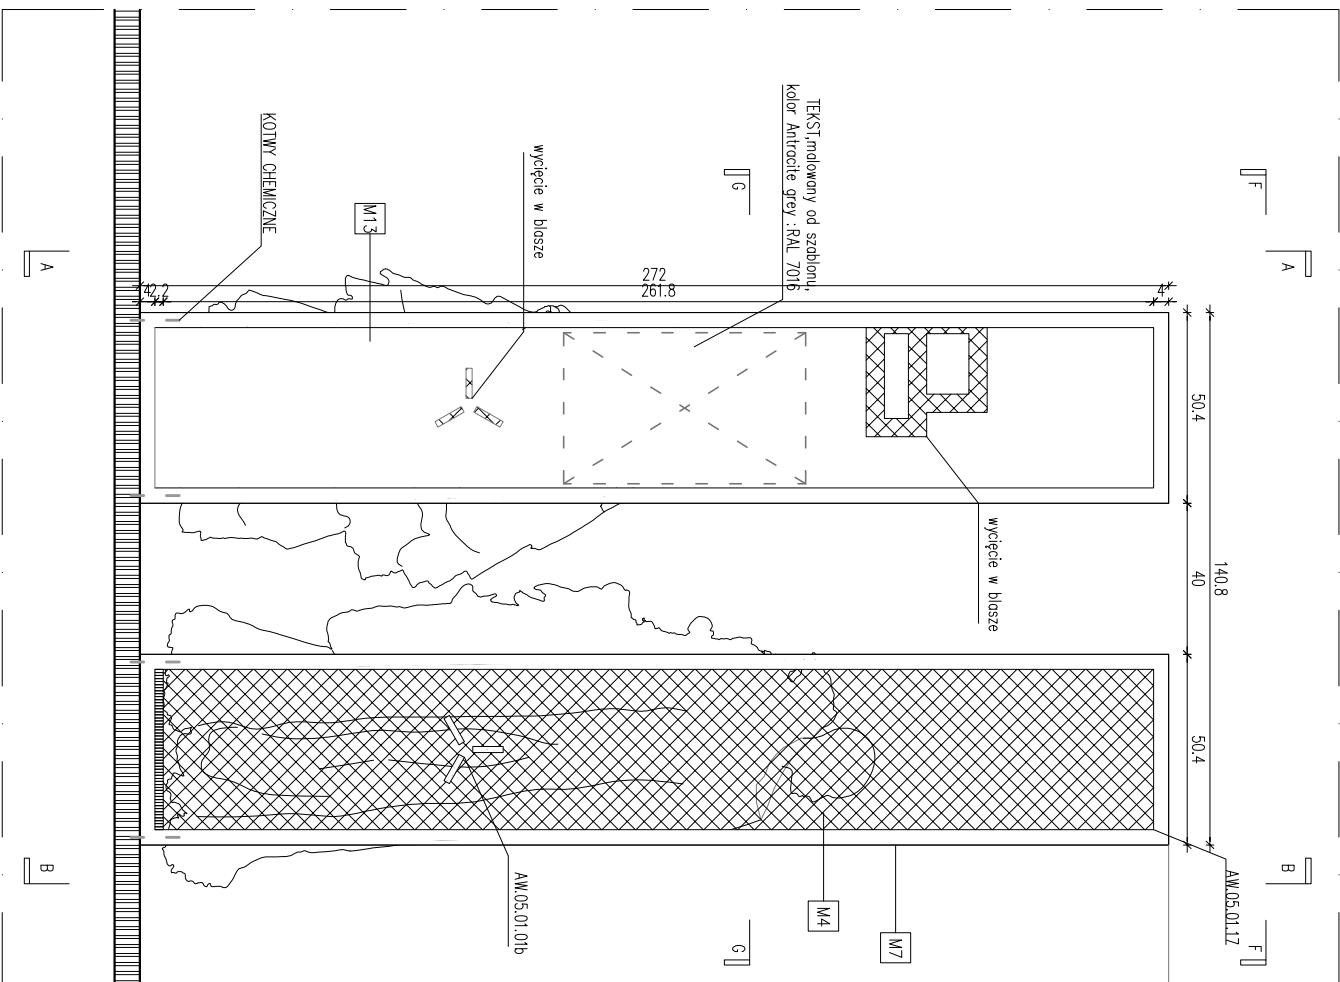 TEKST,malowany od szablonu,
kolor Antracite grey :RAL 7016
wycięcie w blasze
KOTWY CHEMICZNE
M13
G
F
A
A
272
261.8
4
2.2
4
50.4
40
140.8
50.4
wycięcie w blasze
AW.05.01.01b
M4
M7
AW.05.01.17
B
B
G
F